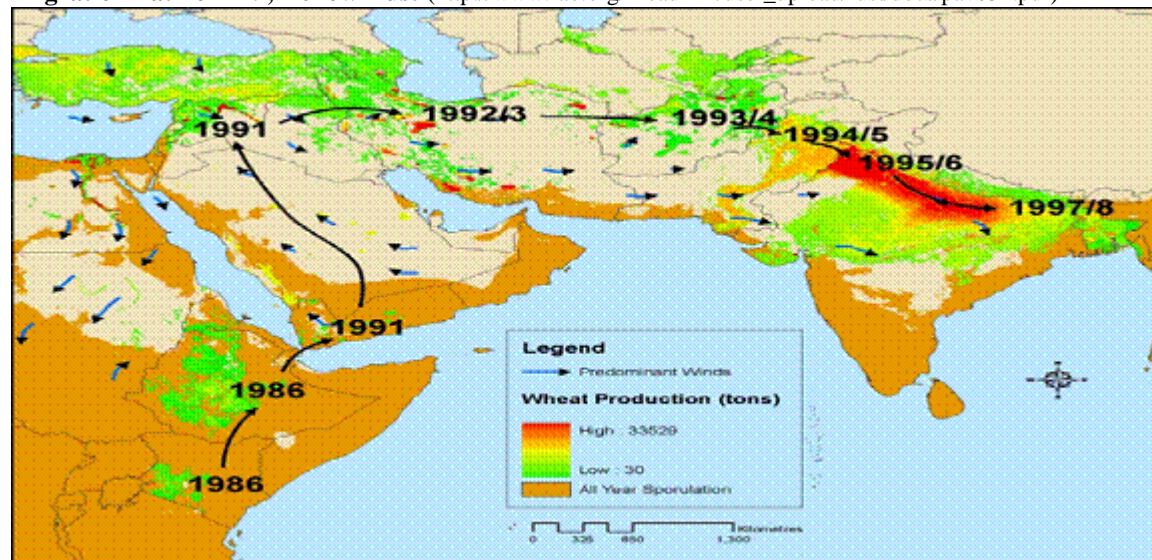 1992/3
1993/4
1991
1994/5
1995/6
1997/8
1991
Legend
Predominant Winds
1986
Wheat Production (tons)
High : 33529
Low : 30
1986
All Year Sporulation
Kilometres
0 325 650 1,300